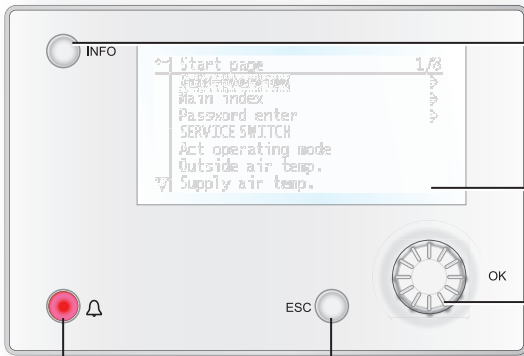 INFO
Start page 1/8
Main index
Password enter
SERVICE SWITCH
Act operating mode
Outside air temp.
Supply air temp.
OK
ESC